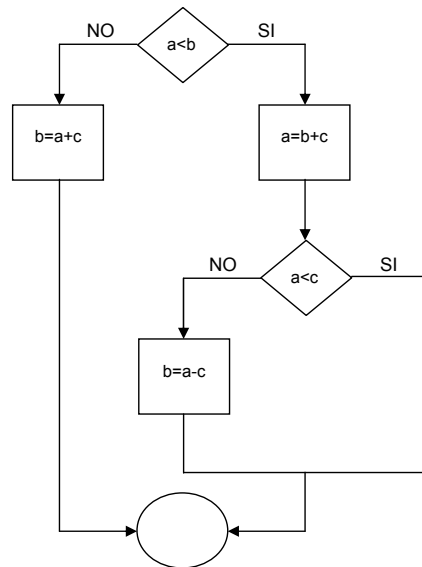 NO
a<b
SI
b=a+c
a=b+c
NO
a<c
SI
b=a-c